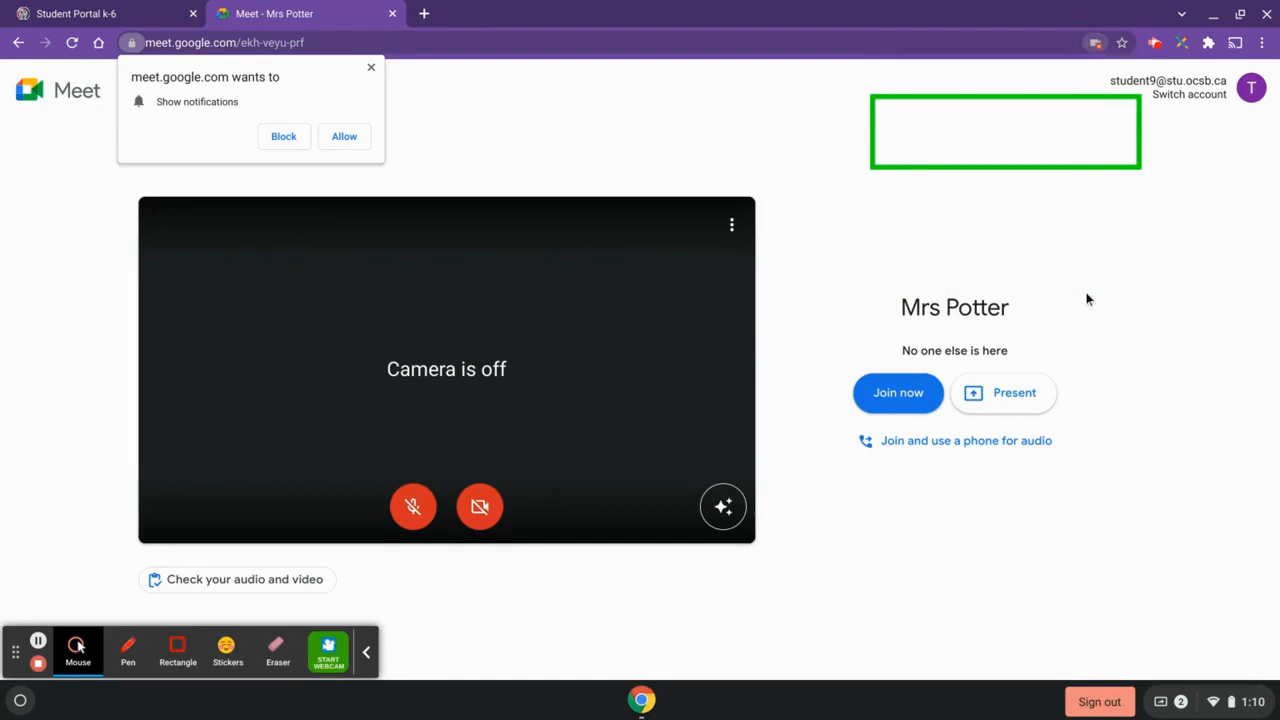 Student Portal k-6
Meet - Mrs Potter
meet.google.com/ekh-veyu-prf
meet.google.com wants to
Show notifications
Block
Allow
Meet
student9@stu.ocsb.ca
Switch account
T
Camera is off
Mrs Potter
No one else is here
Join now
Present
Join and use a phone for audio
Check your audio and video
Mouse
Pen
Rectangle
Stickers
Eraser
START
WEBCAM
Sign out
2
1:10